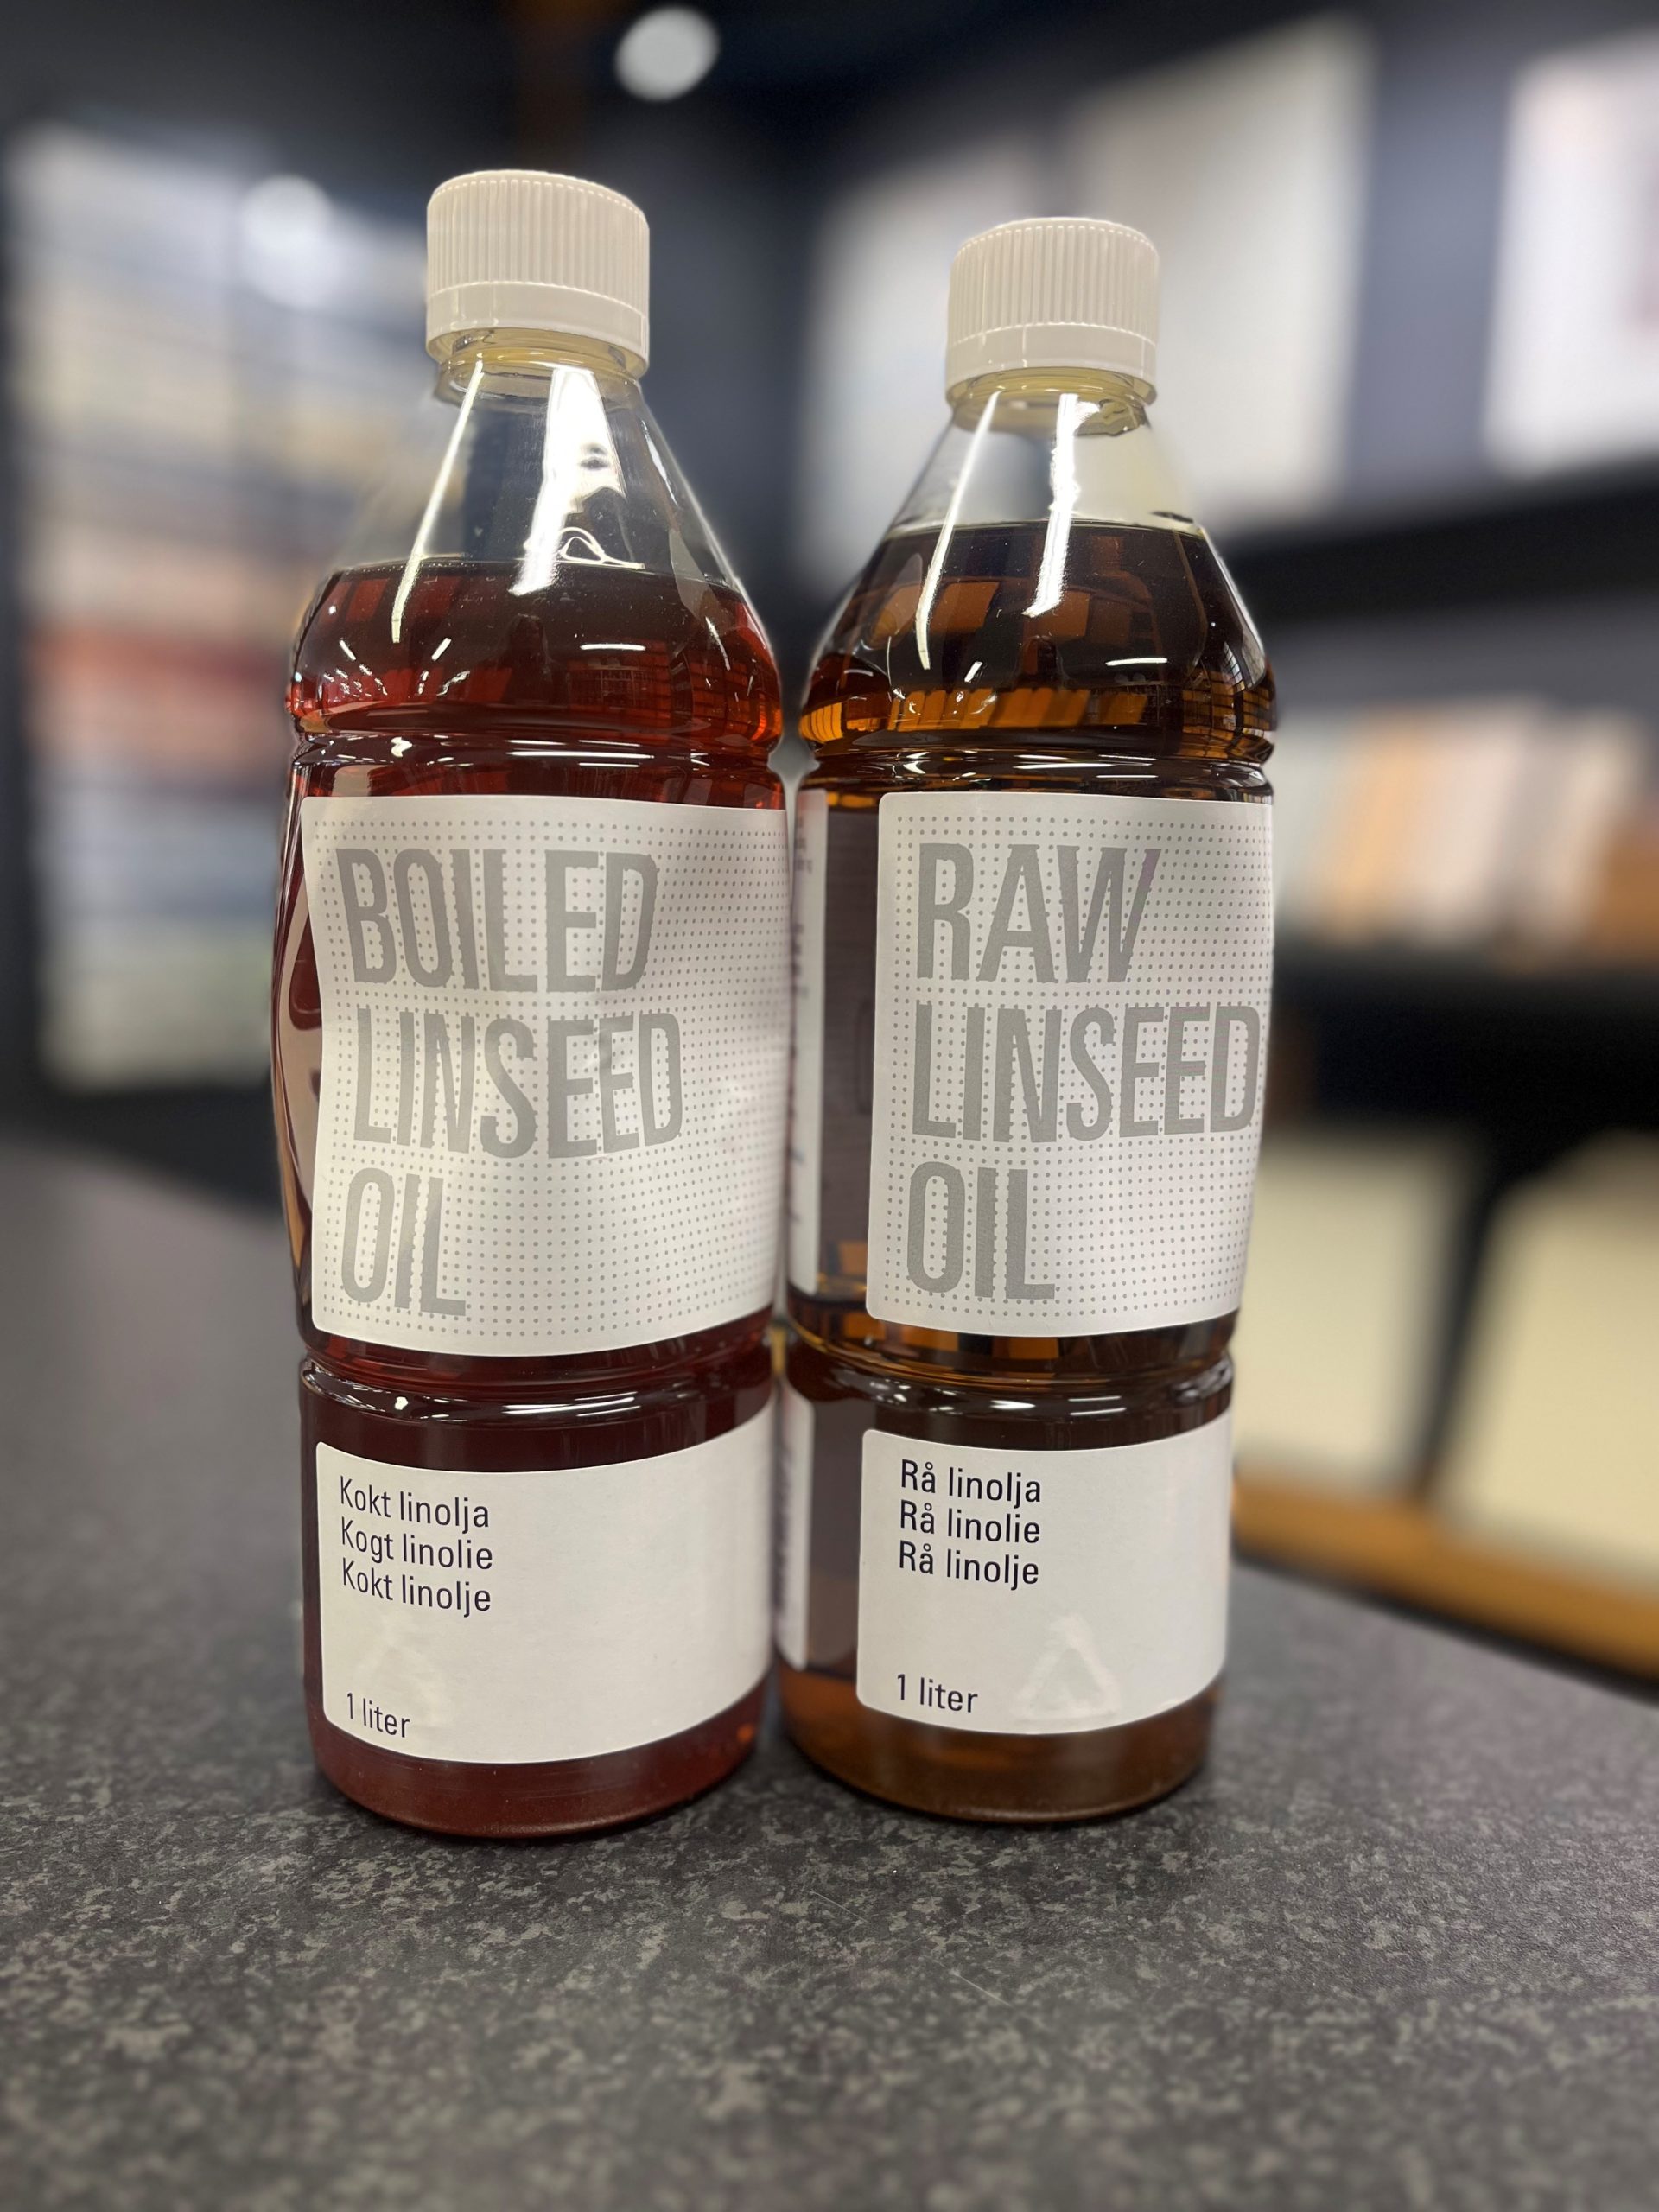 BOILED
LINSEED
OIL
Kokt linolja
Kogt linolie
Kokt linolje
1 liter
RAW
LINSEED
OIL
Rå linolja
Rå linolie
Rå linolje
1 liter